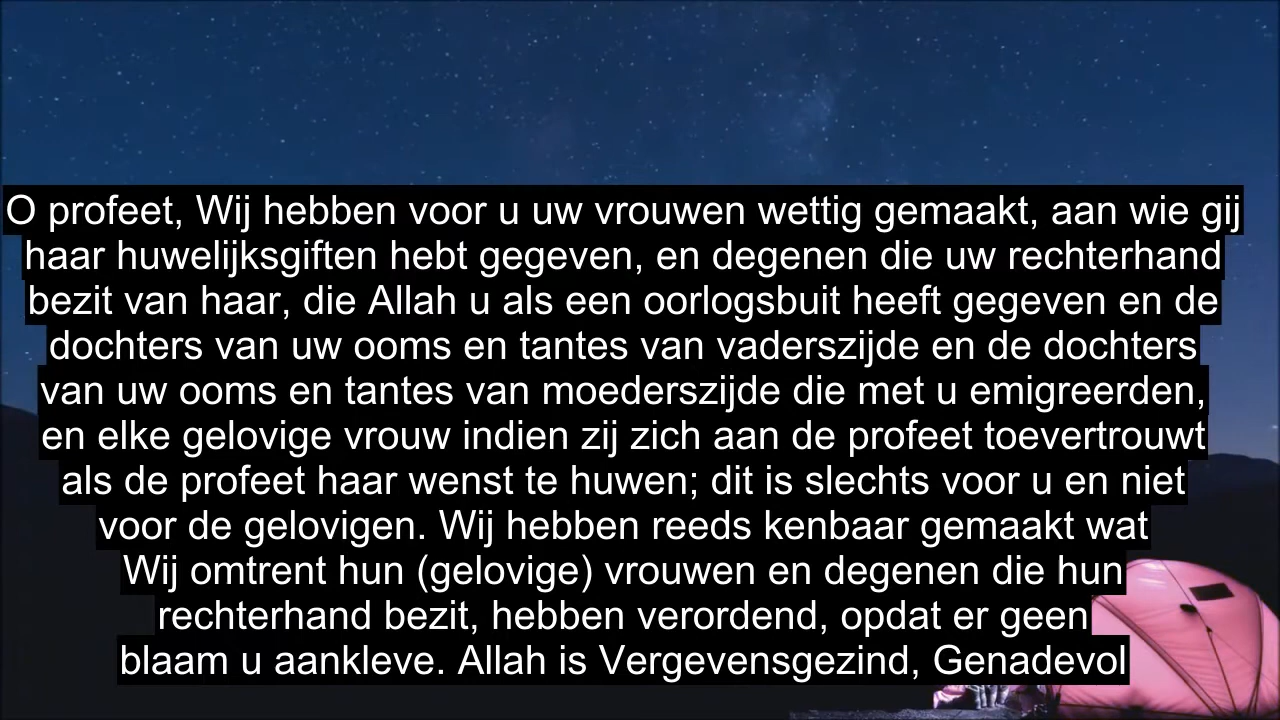 O profeet, Wij hebben voor u uw vrouwen wettig gemaakt, aan wie gij
haar huwelijksgiften hebt gegeven, en degenen die uw rechterhand
bezit van haar, die Allah u als een oorlogsbuit heeft gegeven en de
dochters van uw ooms en tantes van vaderszijde en de dochters
van uw ooms en tantes van moederszijde die met u emigreerden,
en elke gelovige vrouw indien zij zich aan de profeet toevertrouwt
als de profeet haar wenst te huwen; dit is slechts voor u en niet
voor de gelovigen. Wij hebben reeds kenbaar gemaakt wat
Wij omtrent hun (gelovige) vrouwen en degenen die hun
rechterhand bezit, hebben verordend, opdat er geen
blaam u aankleve. Allah is Vergevensgezind, Genadevol